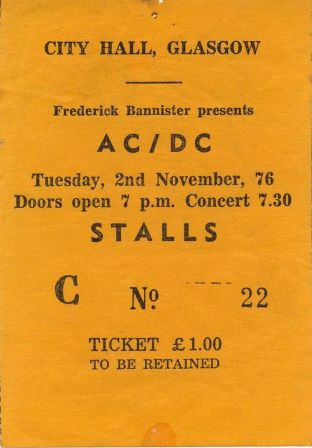 CITY HALL, GLASGOW
Frederick Bannister presents
AC/DC
Tuesday, 2nd November, 76
Doors open 7 p.m. Concert 7.30
STALLS
C Nº ---- 22
TICKET £1.00
TO BE RETAINED